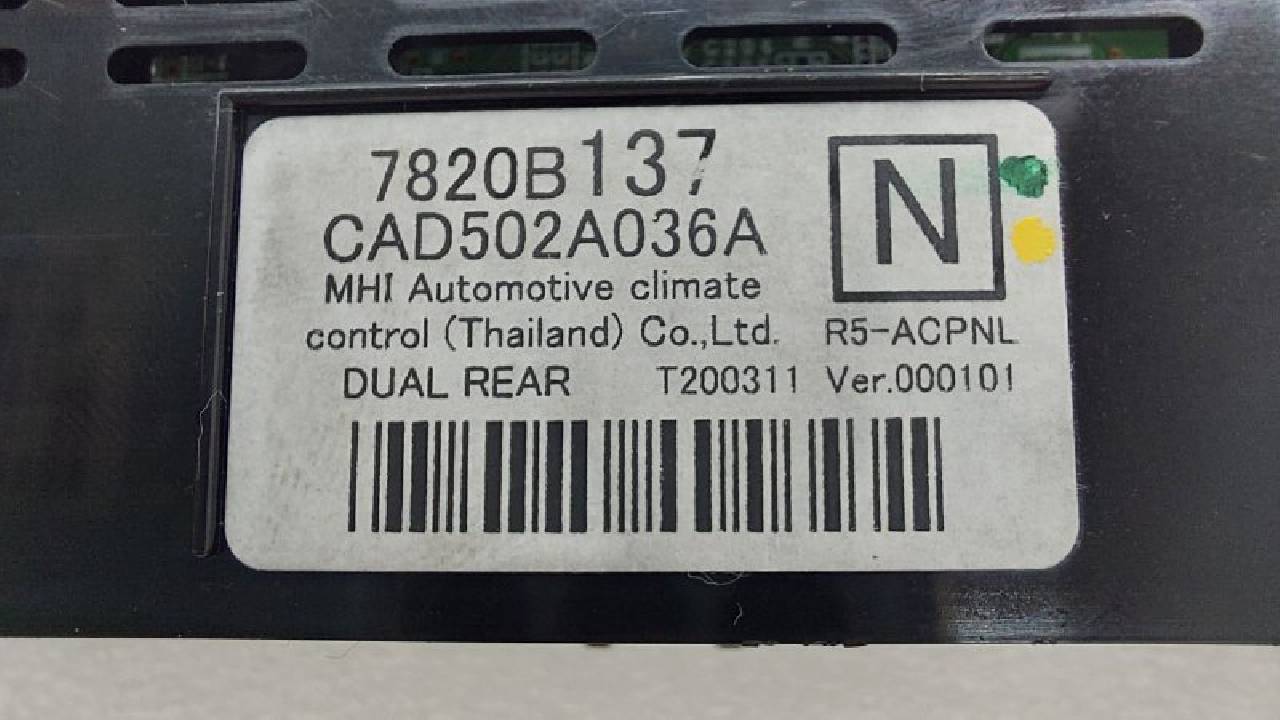 7820B137
CAD502A036A
N
MHI Automotive climate
control (Thailand) Co.,Ltd.
R5-ACPNL
DUAL REAR T200311 Ver.000101